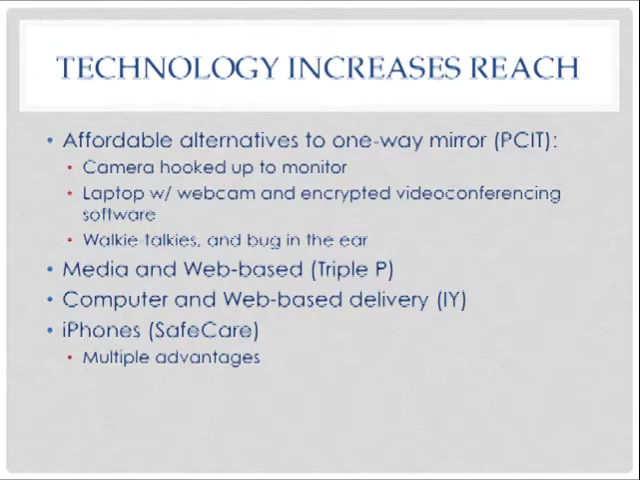 TECHNOLOGY INCREASES REACH
• Affordable alternatives to one-way mirror (PCIT):
• Camera hooked up to monitor
• Laptop w/ webcam and encrypted videoconferencing
software
• Walkie-talkies, and bug in the ear
• Media and Web-based (Triple P)
• Computer and Web-based delivery (IY)
• iPhones (SafeCare)
• Multiple advantages